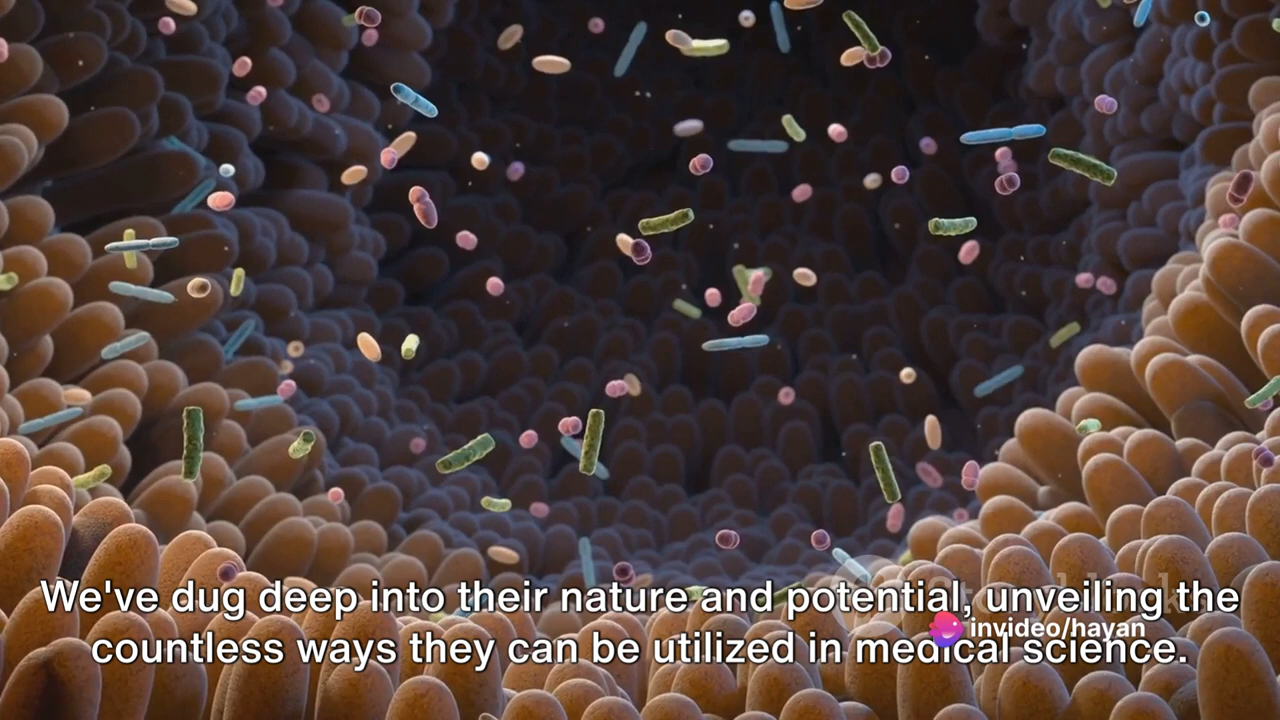 We've dug deep into their nature and potential, unveiling the
invideo/hayan
countless ways they can be utilized in medical science.